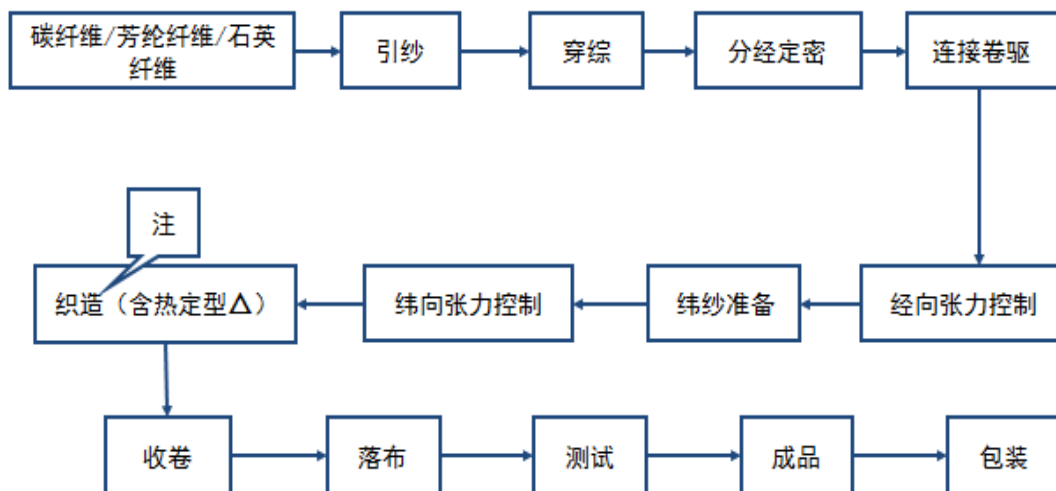 碳纤维/芳纶纤维/石英
纤维
引纱
穿综
分经定密
连接卷驱
注
织造（含热定型△）
纬向张力控制
纬纱准备
经向张力控制
收卷
落布
测试
成品
包装